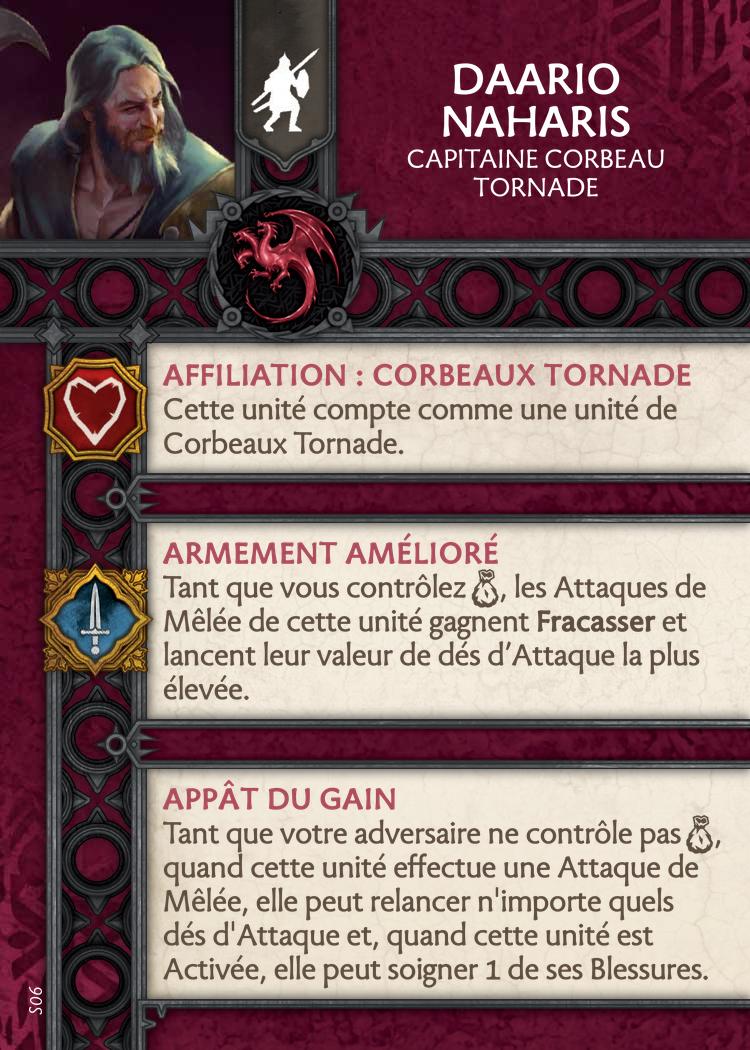 DAARIO
NAHARIS
CAPITAINE CORBEAU
TORNADE
AFFILIATION : CORBEAUX TORNADE
Cette unité compte comme une unité de
Corbeaux Tornade.
ARMEMENT AMÉLIORÉ
Tant que vous contrôlez , les Attaques de
Mêlée de cette unité gagnent Fracasser et
lancent leur valeur de dés d’Attaque la plus
élevée.
APPÂT DU GAIN
Tant que votre adversaire ne contrôle pas ,
quand cette unité effectue une Attaque de
Mêlée, elle peut relancer n'importe quels
dés d'Attaque et, quand cette unité est
Activée, elle peut soigner 1 de ses Blessures.
S06